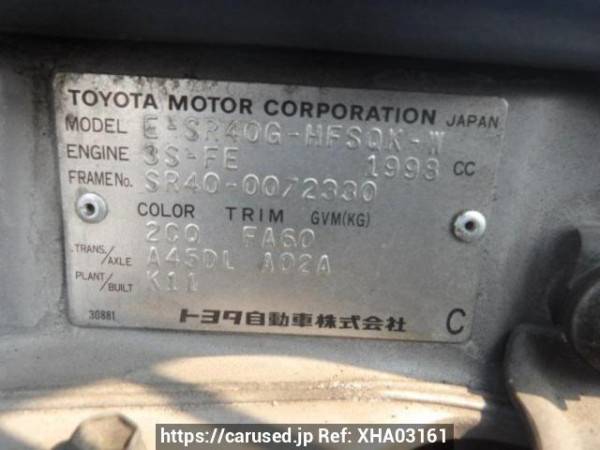 TOYOTA MOTOR CORPORATION JAPAN
MODEL E-SR40G-HFSQK-W
ENGINE 3S-FE 1998 CC
FRAME No. SR40-0072330
COLOR TRIM GVM(KG)
2CQ FA60
TRANS./AXLE A45DL A02A
PLANT/BUILT K11
30881
トヨタ自動車株式会社 C
https://carused.jp Ref: XHA03161